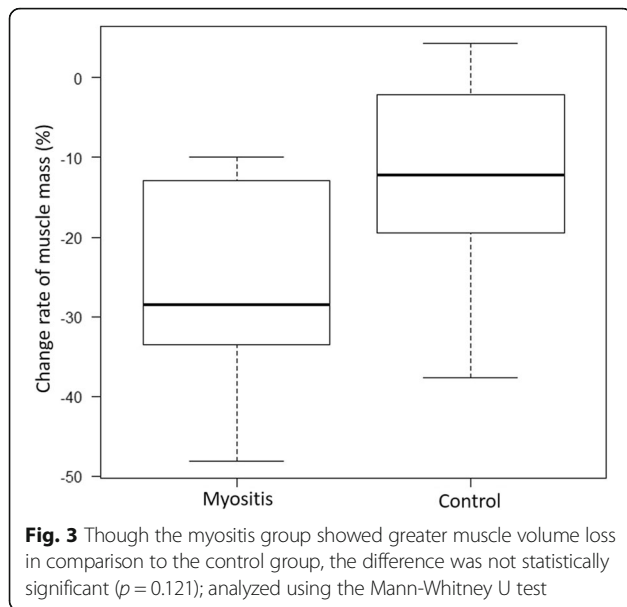 Change rate of muscle mass (%)
0
-10
-20
-30
-40
-50
Myositis Control
Fig. 3 Though the myositis group showed greater muscle volume loss
in comparison to the control group, the difference was not statistically
significant (p = 0.121); analyzed using the Mann-Whitney U test